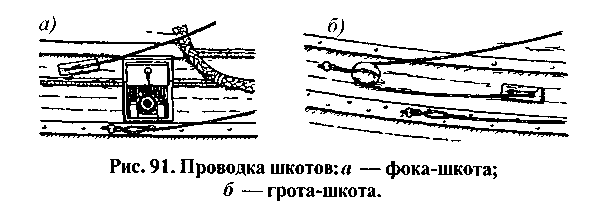 а) б)
Рис. 91. Проводка шкотов: а — фока-шкота;
б — грота-шкота.